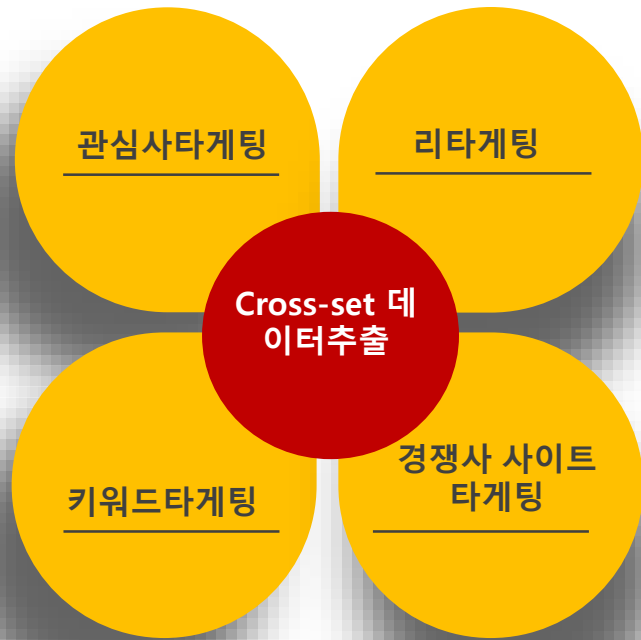 관심사타게팅
리타게팅
Cross-set 데
이터추출
키워드타게팅
경쟁사 사이트
타게팅